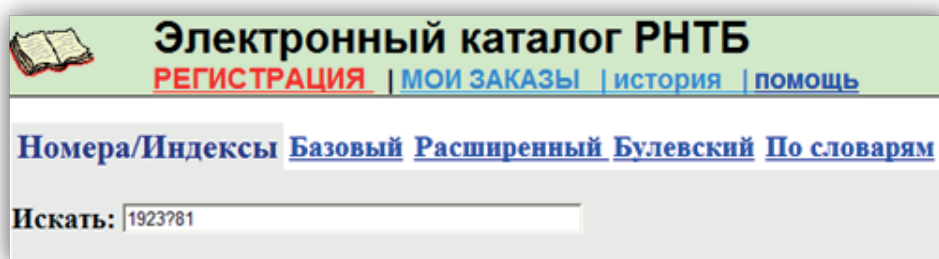 Электронный каталог РНТБ
РЕГИСТРАЦИЯ | МОИ ЗАКАЗЫ | история | помощь
Номера/Индексы Базовый Расширенный Булевский По словарям
Искать: 1923?81